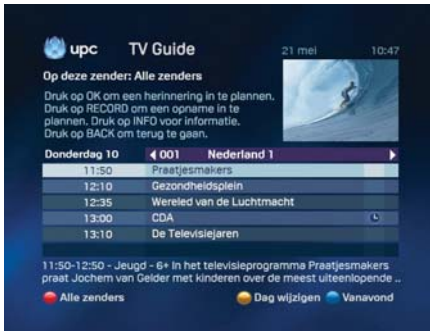 upc TV Guide 21 mei 10:47
Op deze zender: Alle zenders
Druk op OK om een herinnering in te plannen.
Druk op RECORD om een opname in te
plannen. Druk op INFO voor informatie.
Druk op BACK om terug te gaan.
Donderdag 10 001 Nederland 1
11:50 Praatjesmakers
12:10 Gezondheidsplein
12:35 Wereled van de Luchtmacht
13:00 CDA
13:10 De Televisiejaren
11:50-12:50 - Jeugd - 6+ In het televisieprogramma Praatjesmakers
praat Jochem van Gelder met kinderen over de meest uiteenlopende ..
Alle zenders Dag wijzigen Vanavond